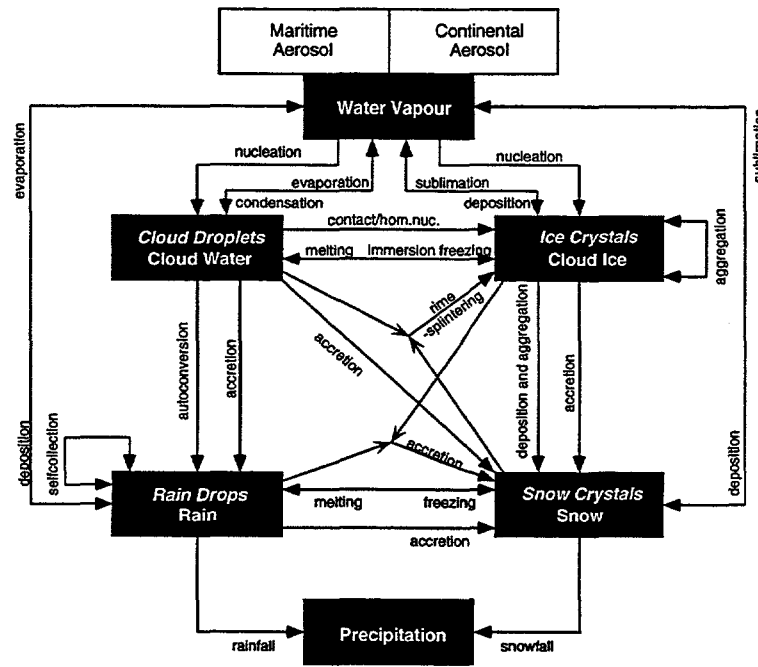 Maritime
Aerosol
Continental
Aerosol
Water Vapour
evaporation
sublimation
nucleation
nucleation
evaporation
sublimation
condensation
deposition
contact/hom.nuc.
Cloud Droplets
Cloud Water
melting
immersion freezing
Ice Crystals
Cloud Ice
aggregation
rime
-splintering
accretion
autoconversion
accretion
deposition and aggregation
accretion
deposition
selfcollection
accretion
deposition
Rain Drops
Rain
melting
freezing
Snow Crystals
Snow
accretion
rainfall
Precipitation
snowfall